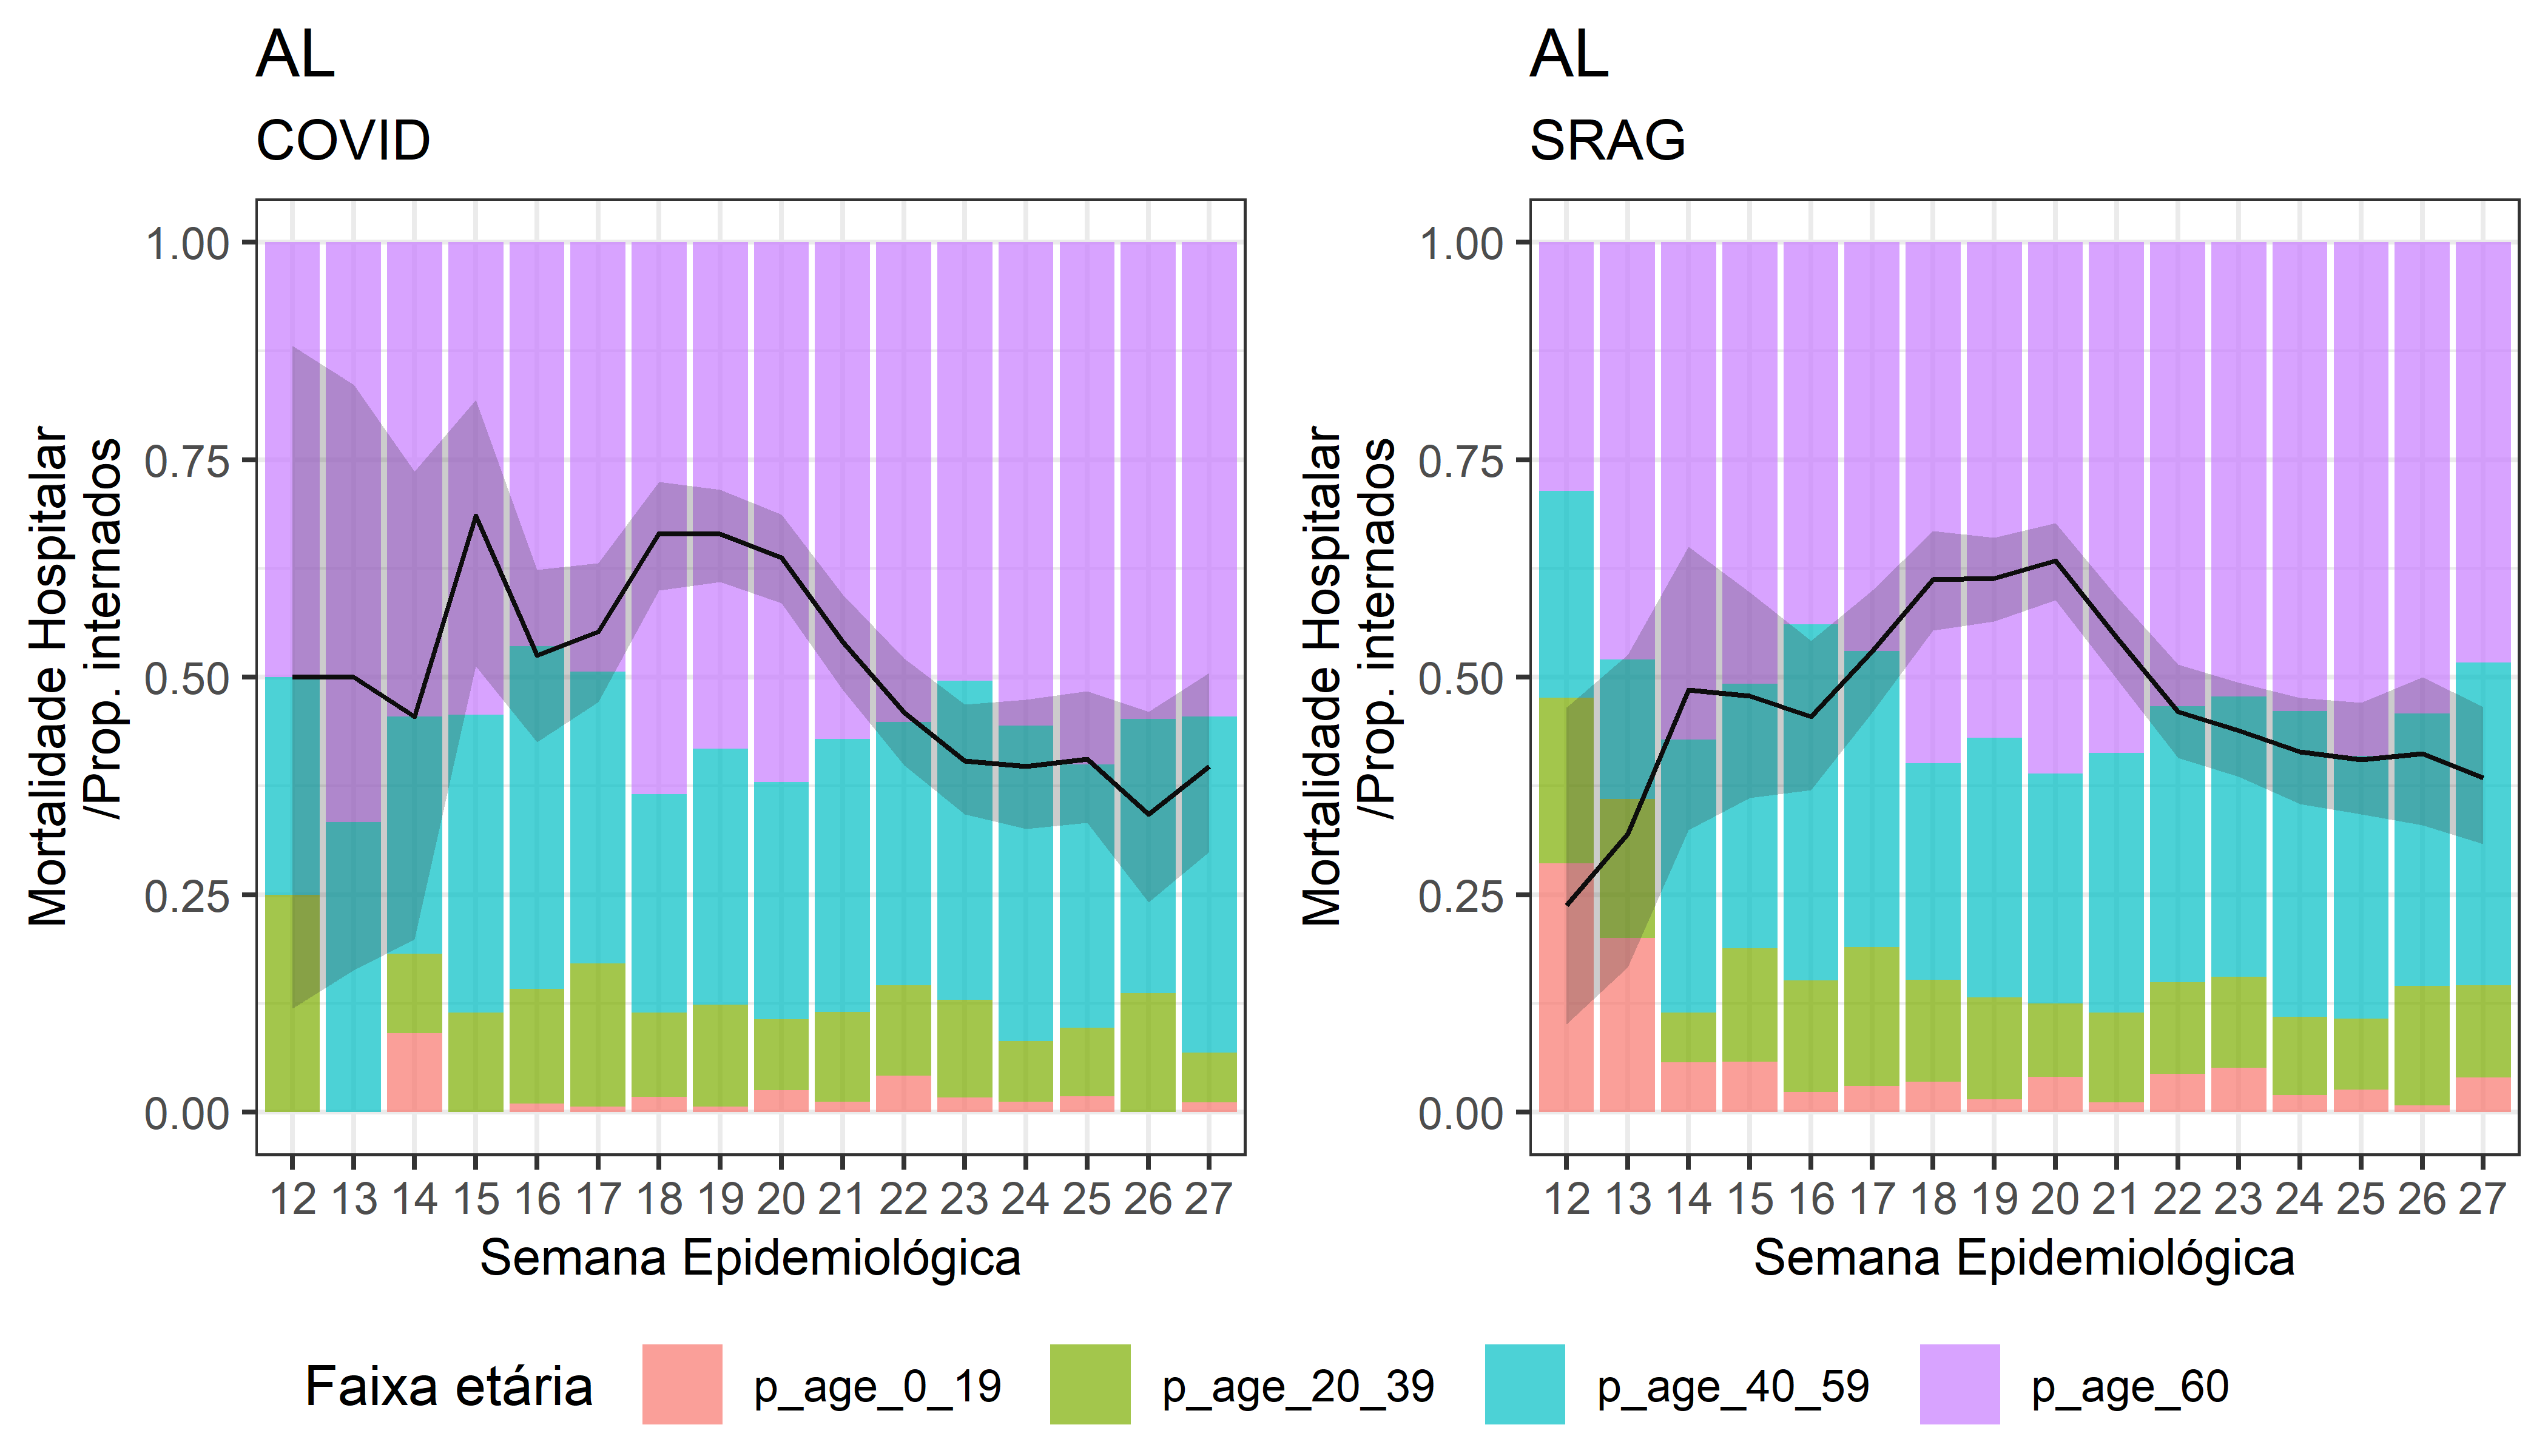 AL
COVID
Mortalidade Hospitalar
/Prop. internados
1.00
0.75
0.50
0.25
0.00
12 13 14 15 16 17 18 19 20 21 22 23 24 25 26 27
Semana Epidemiológica
AL
SRAG
Mortalidade Hospitalar
/Prop. internados
1.00
0.75
0.50
0.25
0.00
12 13 14 15 16 17 18 19 20 21 22 23 24 25 26 27
Semana Epidemiológica
Faixa etária p_age_0_19 p_age_20_39 p_age_40_59 p_age_60